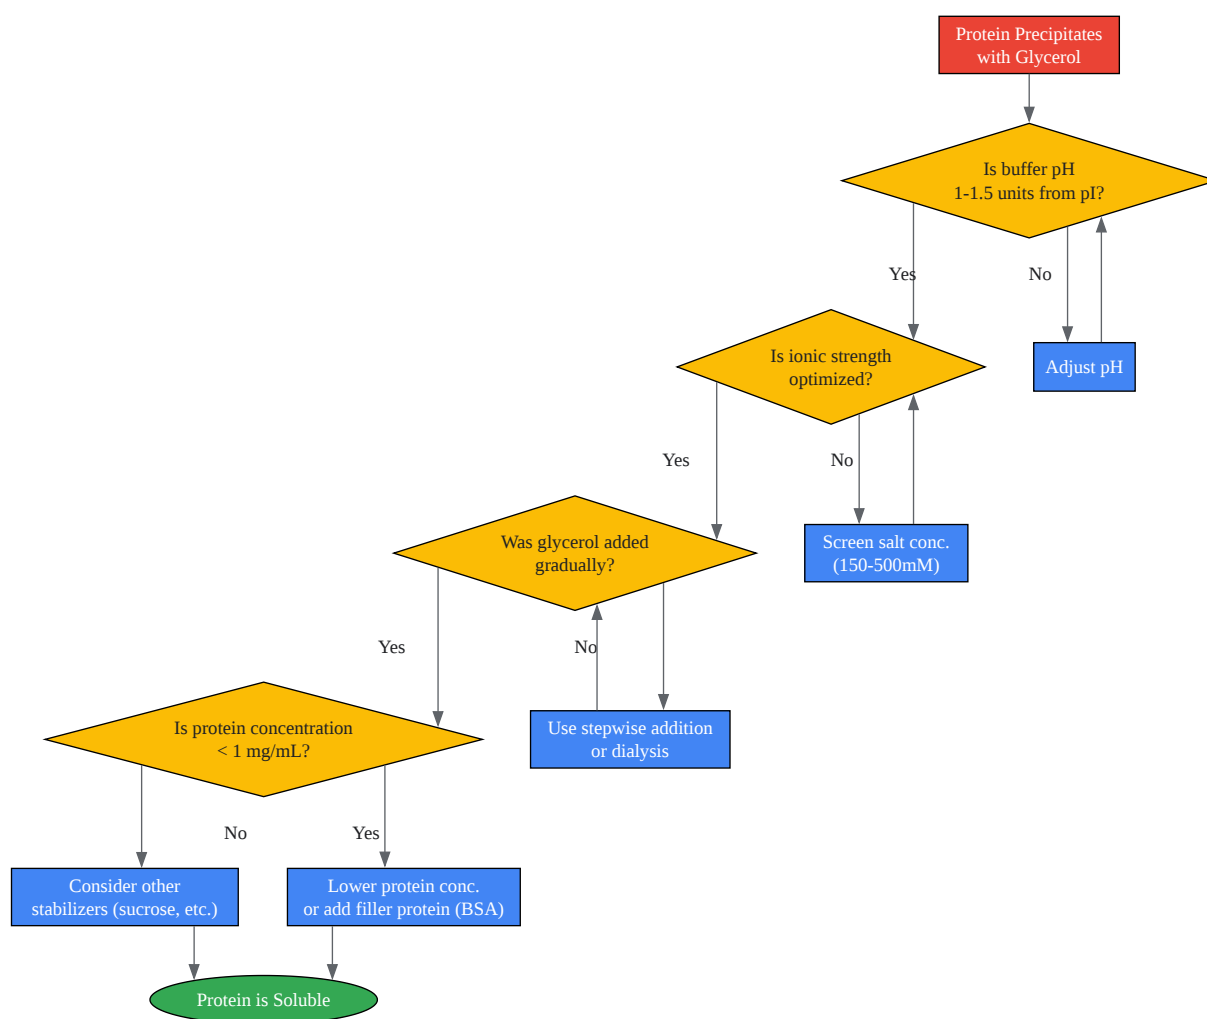 Protein Precipitates
with Glycerol
Is buffer pH
1-1.5 units from pI?
Yes
No
Is ionic strength
optimized?
Adjust pH
Yes
No
Was glycerol added
gradually?
Screen salt conc.
(150-500mM)
Yes
No
Is protein concentration
< 1 mg/mL?
Use stepwise addition
or dialysis
No
Yes
Consider other
stabilizers (sucrose, etc.)
Lower protein conc.
or add filler protein (BSA)
Protein is Soluble